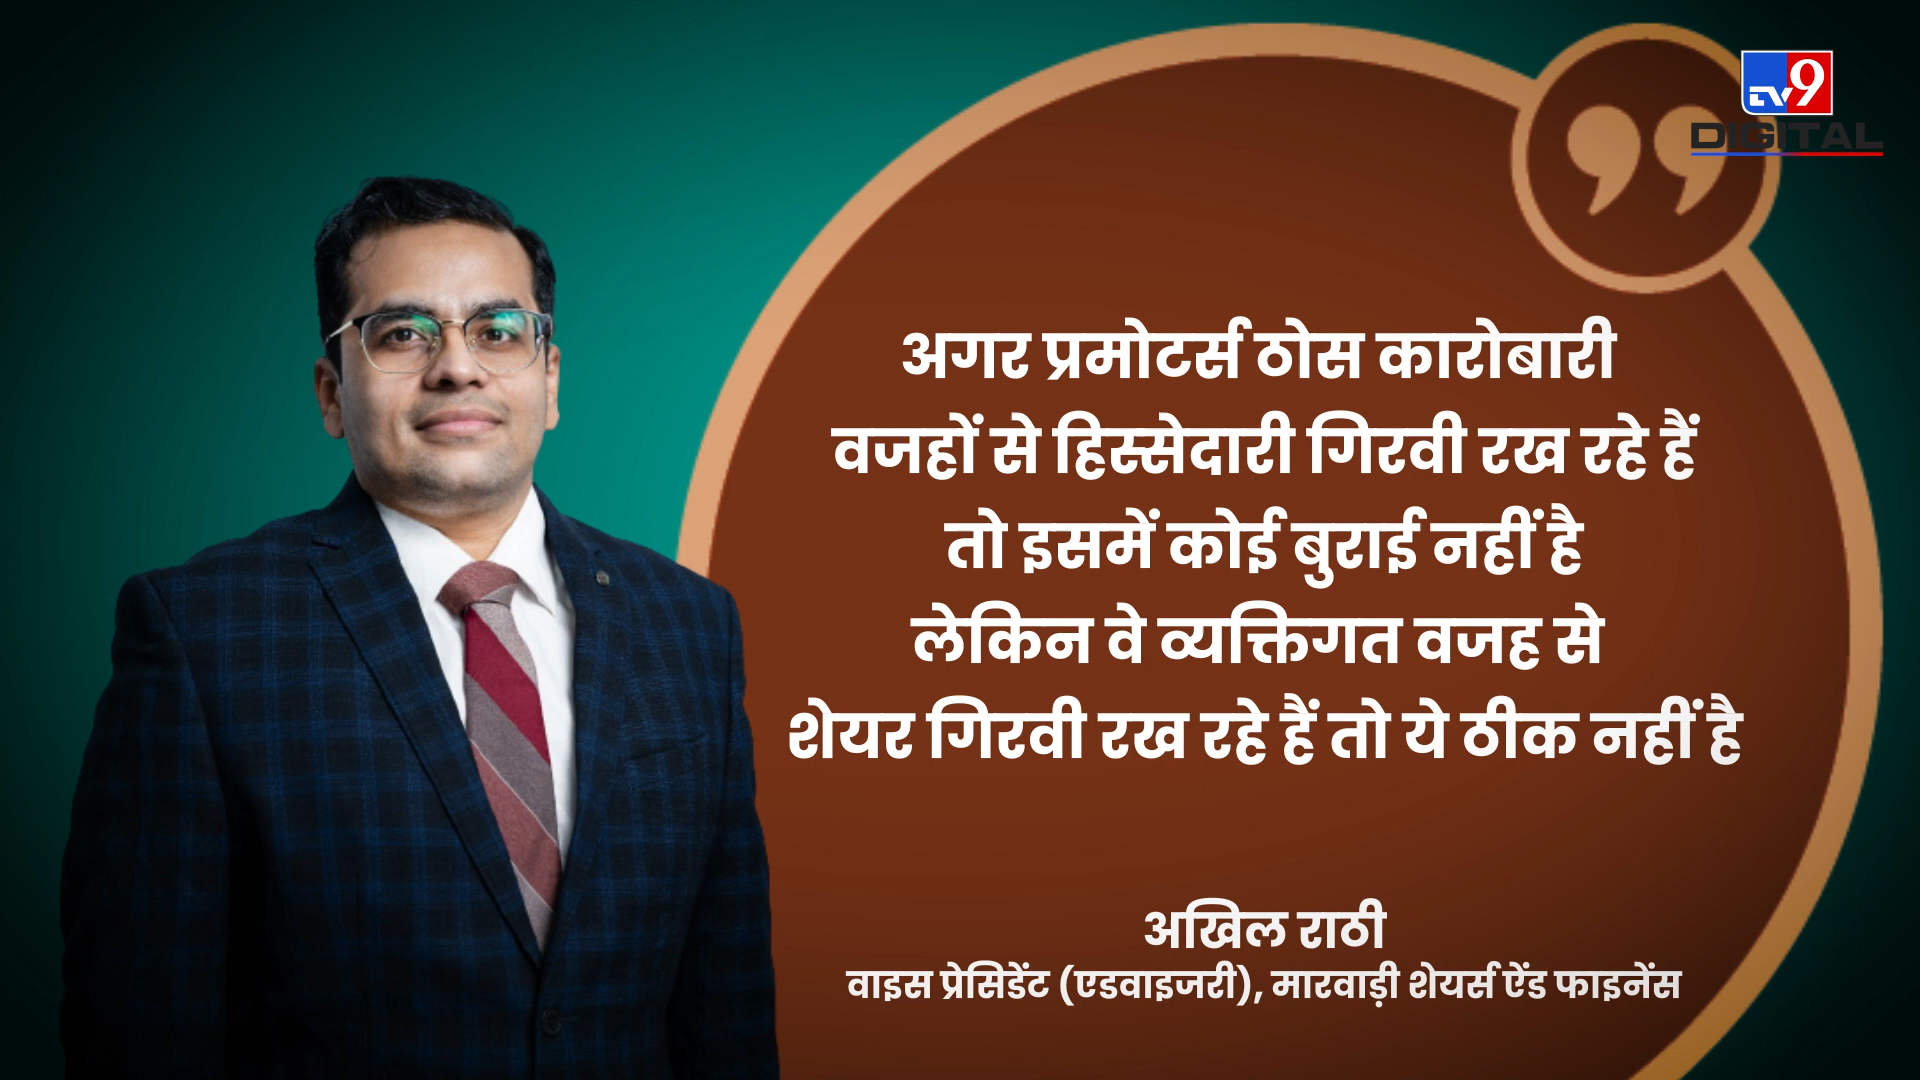 TV9
DIGITAL
अगर प्रमोटर्स ठोस कारोबारी
वजहों से हिस्सेदारी गिरवी रख रहे हैं
तो इसमें कोई बुराई नहीं है
लेकिन वे व्यक्तिगत वजह से
शेयर गिरवी रख रहे हैं तो ये ठीक नहीं है
अखिल राठी
वाइस प्रेसिडेंट (एडवाइजरी), मारवाड़ी शेयर्स ऐंड फाइनेंस